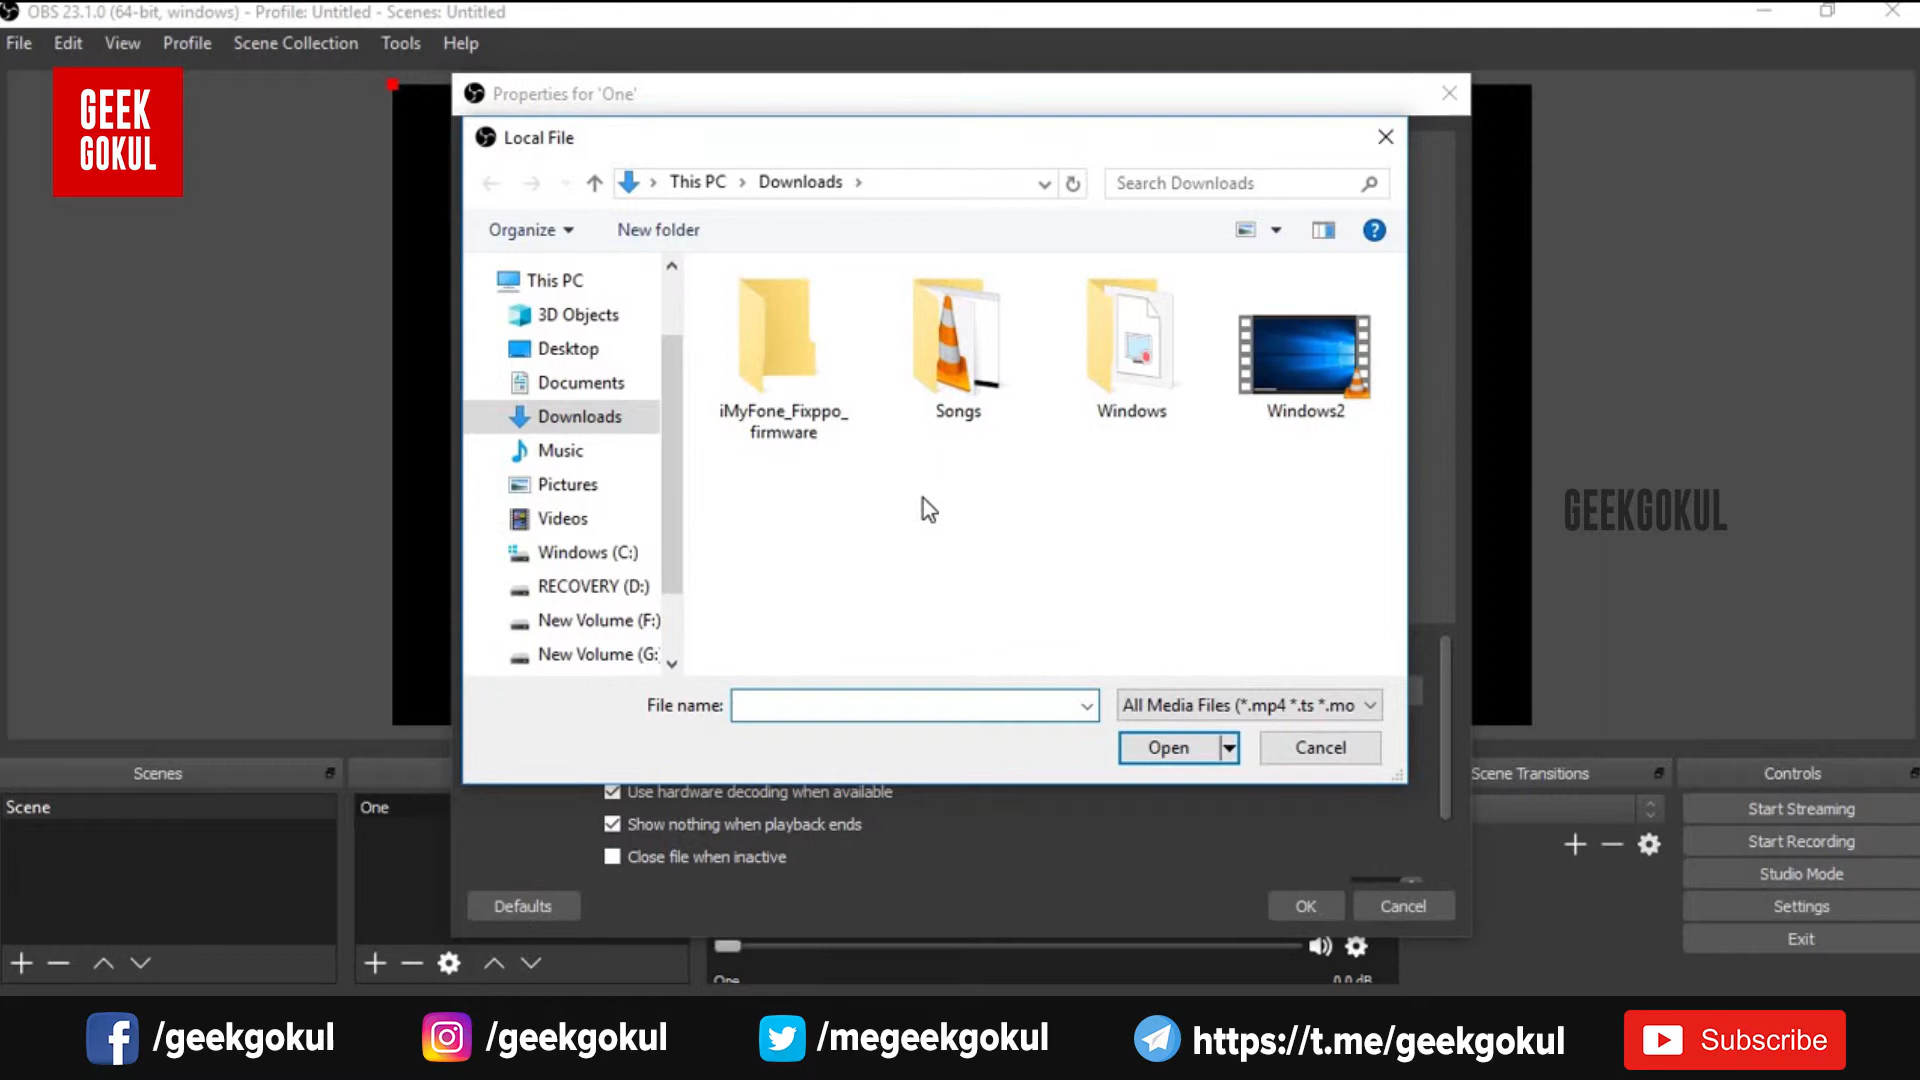 OBS 23.1.0 (64-bit, windows) - Profile: Untitled - Scenes: Untitled
File Edit View Profile Scene Collection Tools Help
GEEK
GOKUL
Properties for 'One'
Local File
This PC Downloads
Search Downloads
Organize New folder
This PC
3D Objects
Desktop
Documents
Downloads
Music
Pictures
Videos
Windows (C:)
RECOVERY (D:)
New Volume (F:)
New Volume (G:
iMyFone_Fixppo_
firmware
Songs
Windows
Windows2
GEEKGOKUL
File name:
All Media Files (*.mp4 *.ts *.mo
Open Cancel
Use hardware decoding when available
Show nothing when playback ends
Close file when inactive
Defaults OK Cancel
Scenes
Scene
One
Scene Transitions
Controls
Start Streaming
Start Recording
Studio Mode
Settings
Exit
One 0.0 dB
/geekgokul /geekgokul /megeekgokul https://t.me/geekgokul Subscribe